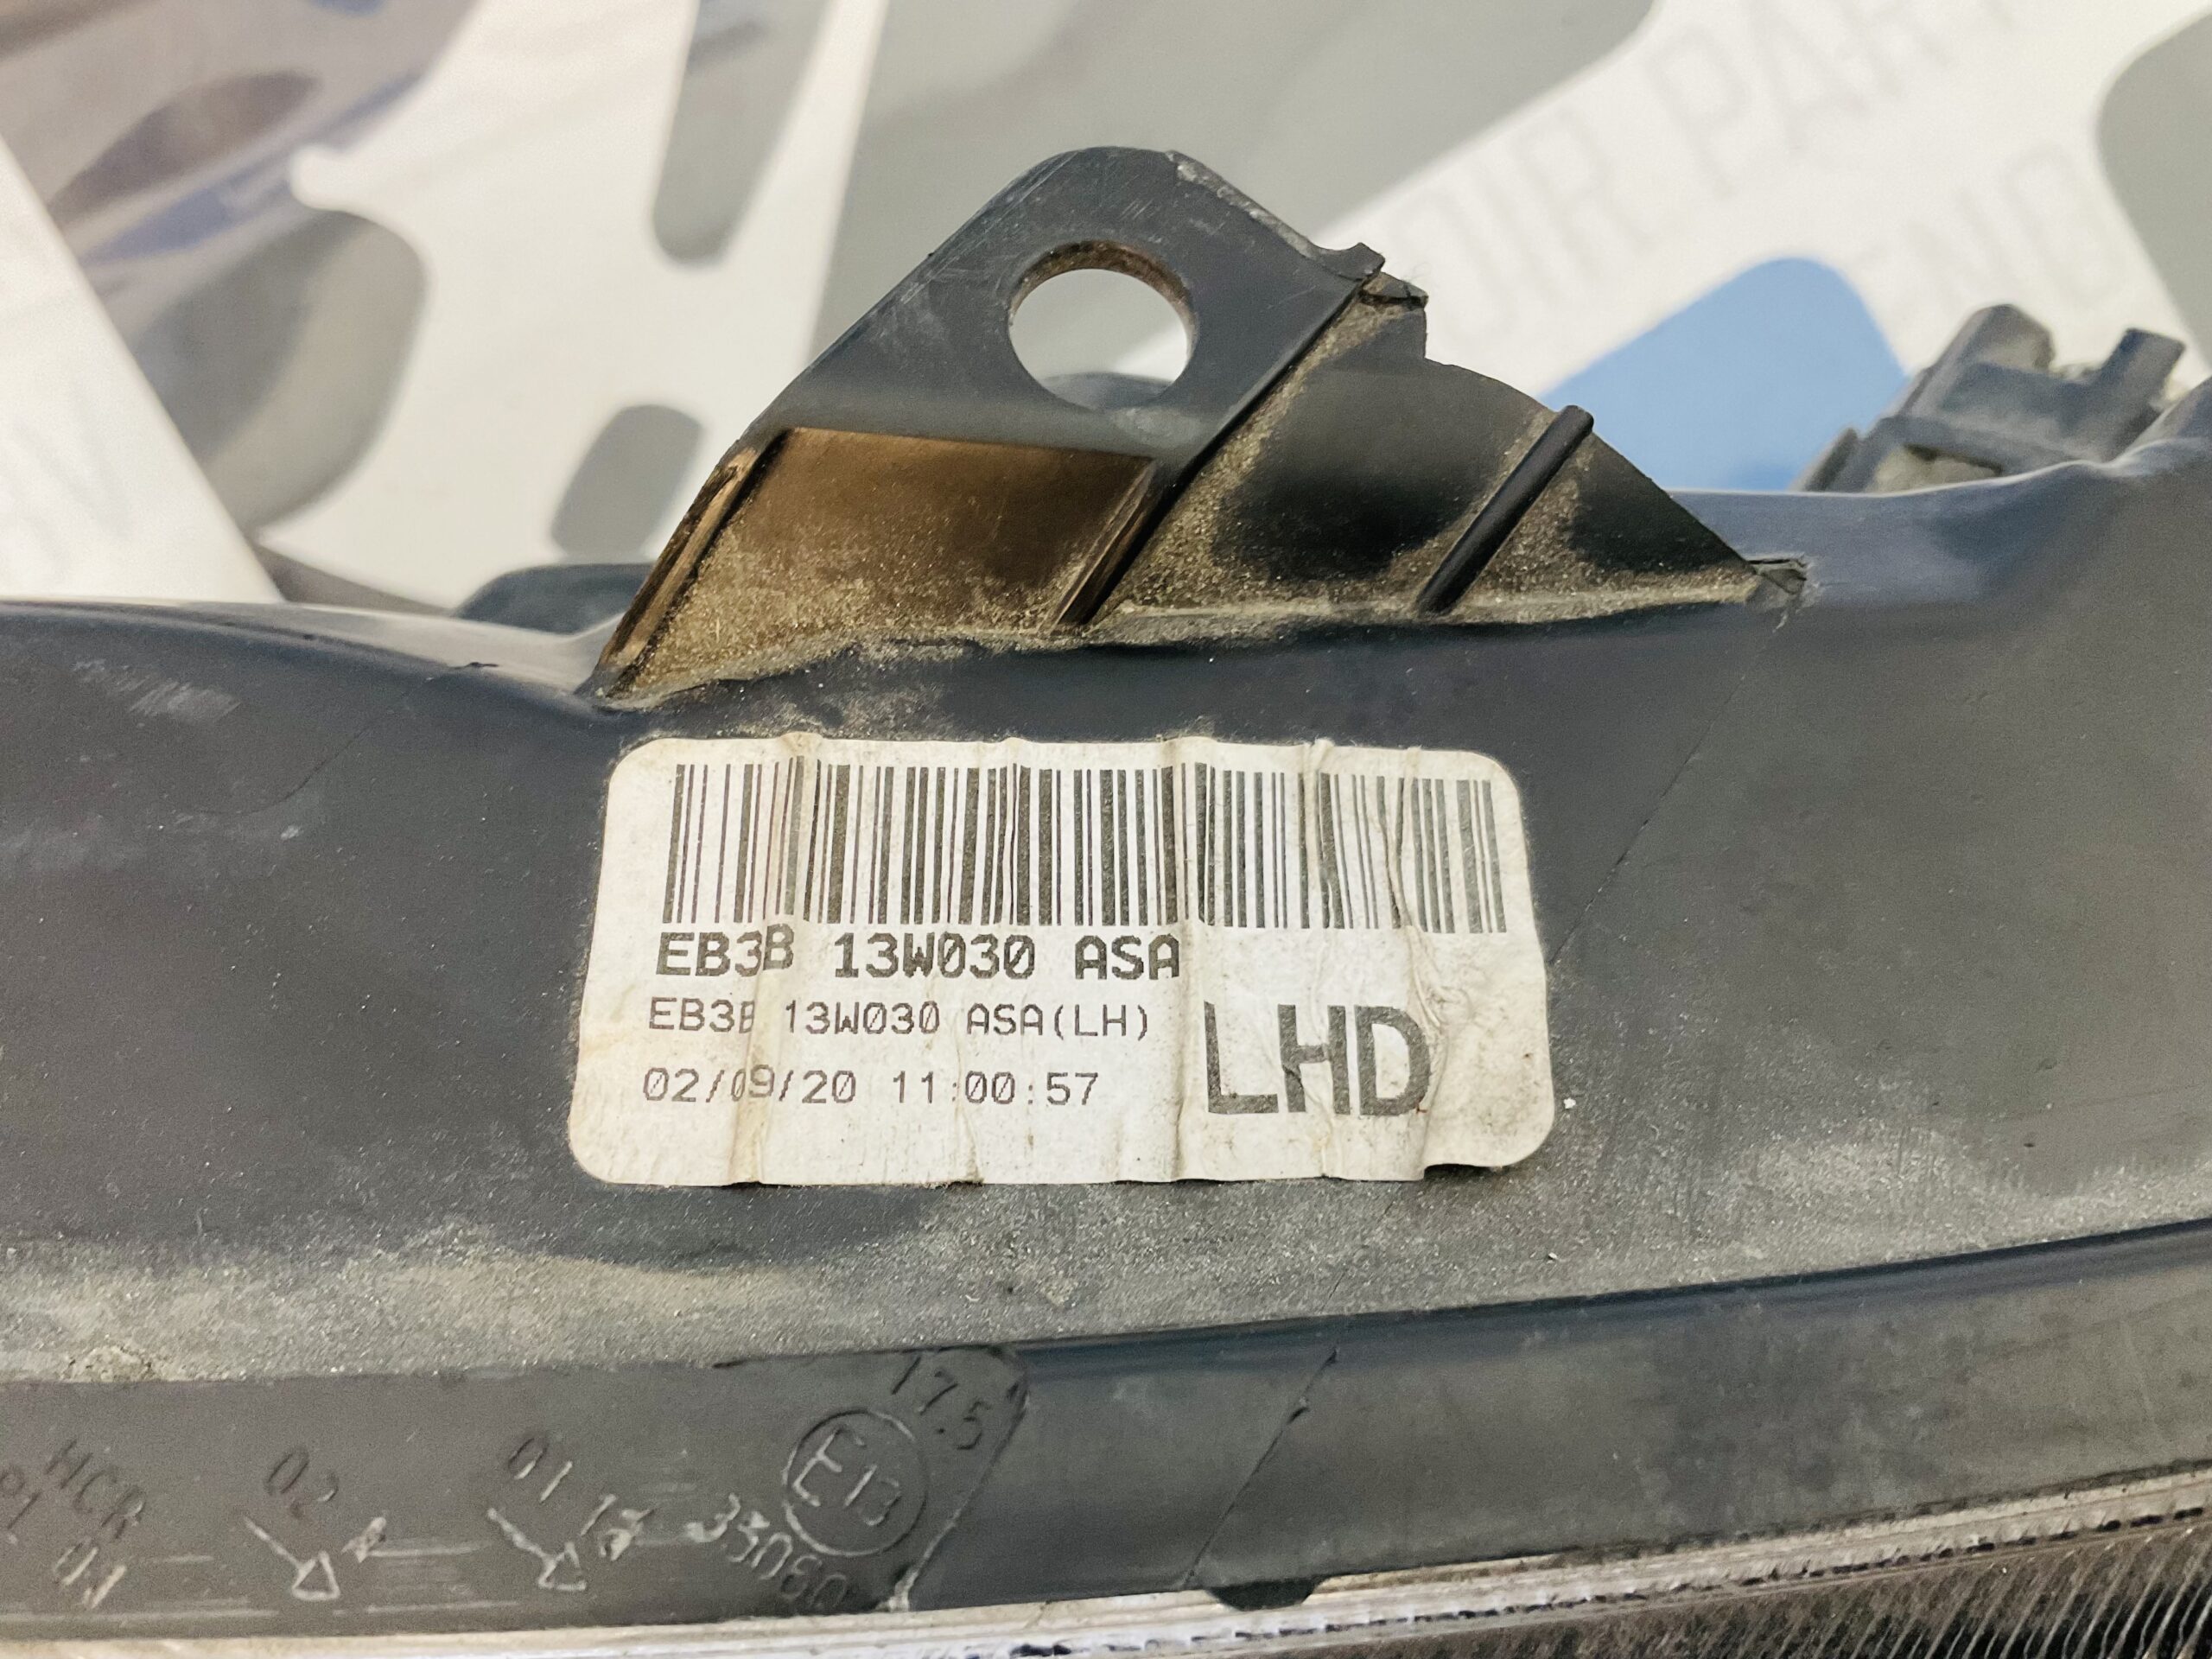 EB3B 13W030 ASA
EB3B 13W030 ASA(LH)
LHD
02/09/20 11:00:57
17.5
E13
02
01
HCR
01